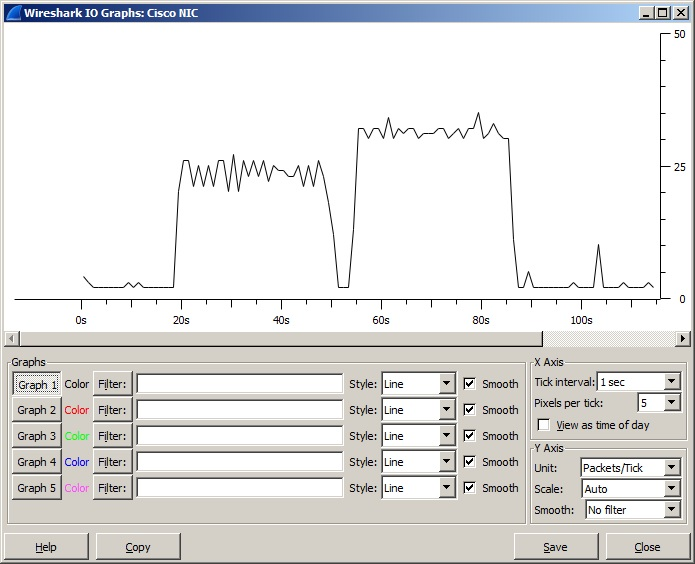 Wireshark IO Graphs: Cisco NIC
50
25
0
0s 20s 40s 60s 80s 100s
Graphs
Graph 1 Color Filter: Style: Line Smooth
Graph 2 Color Filter: Style: Line Smooth
Graph 3 Color Filter: Style: Line Smooth
Graph 4 Color Filter: Style: Line Smooth
Graph 5 Color Filter: Style: Line Smooth
X Axis
Tick interval: 1 sec
Pixels per tick: 5
View as time of day
Y Axis
Unit: Packets/Tick
Scale: Auto
Smooth: No filter
Help Copy Save Close